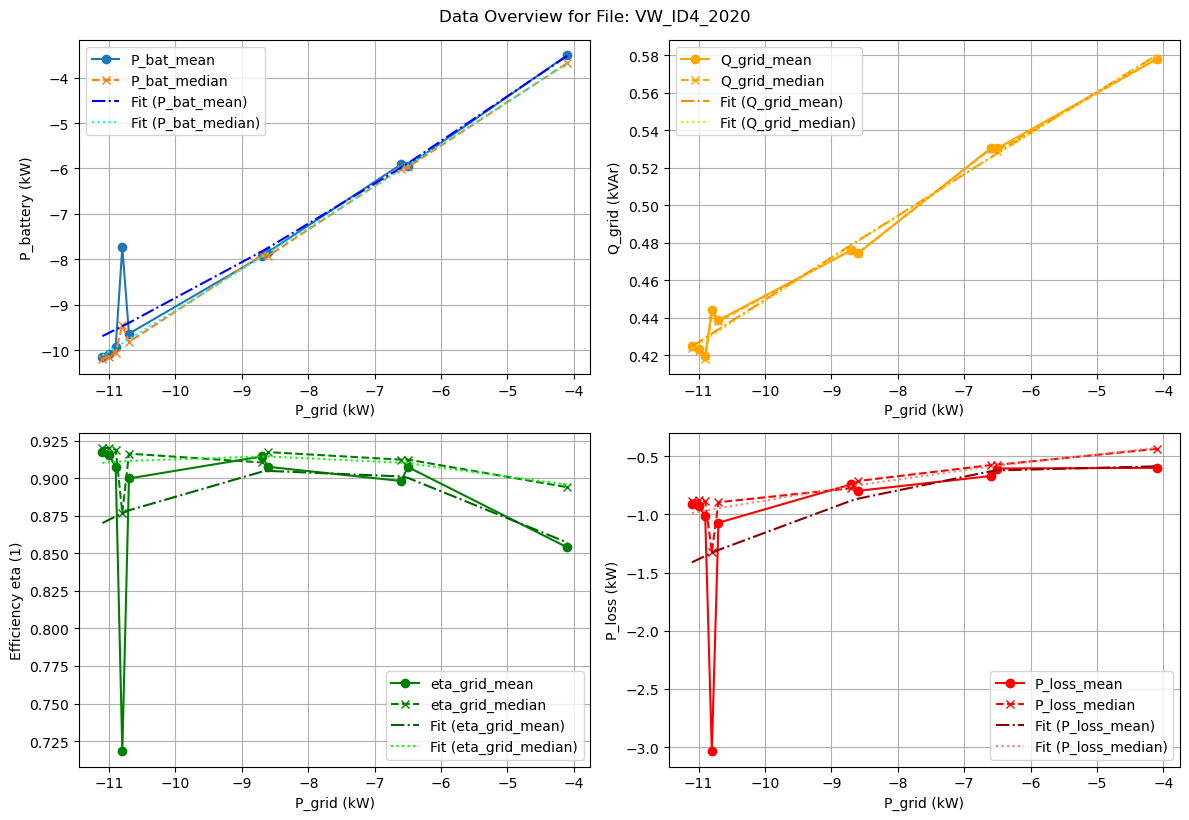 Data Overview for File: VW_ID4_2020
P_bat_mean
P_bat_median
Fit (P_bat_mean)
Fit (P_bat_median)
P_battery (kW)
−4
−5
−6
−7
−8
−9
−10
−11
−10
−9
−8
−7
−6
−5
−4
P_grid (kW)
Q_grid_mean
Q_grid_median
Fit (Q_grid_mean)
Fit (Q_grid_median)
Q_grid (kVAr)
0.58
0.56
0.54
0.52
0.50
0.48
0.46
0.44
0.42
−11
−10
−9
−8
−7
−6
−5
−4
P_grid (kW)
Efficiency eta (1)
0.925
0.900
0.875
0.850
0.825
0.800
0.775
0.750
0.725
eta_grid_mean
eta_grid_median
Fit (eta_grid_mean)
Fit (eta_grid_median)
−11
−10
−9
−8
−7
−6
−5
−4
P_grid (kW)
P_loss (kW)
−0.5
−1.0
−1.5
−2.0
−2.5
−3.0
P_loss_mean
P_loss_median
Fit (P_loss_mean)
Fit (P_loss_median)
−11
−10
−9
−8
−7
−6
−5
−4
P_grid (kW)